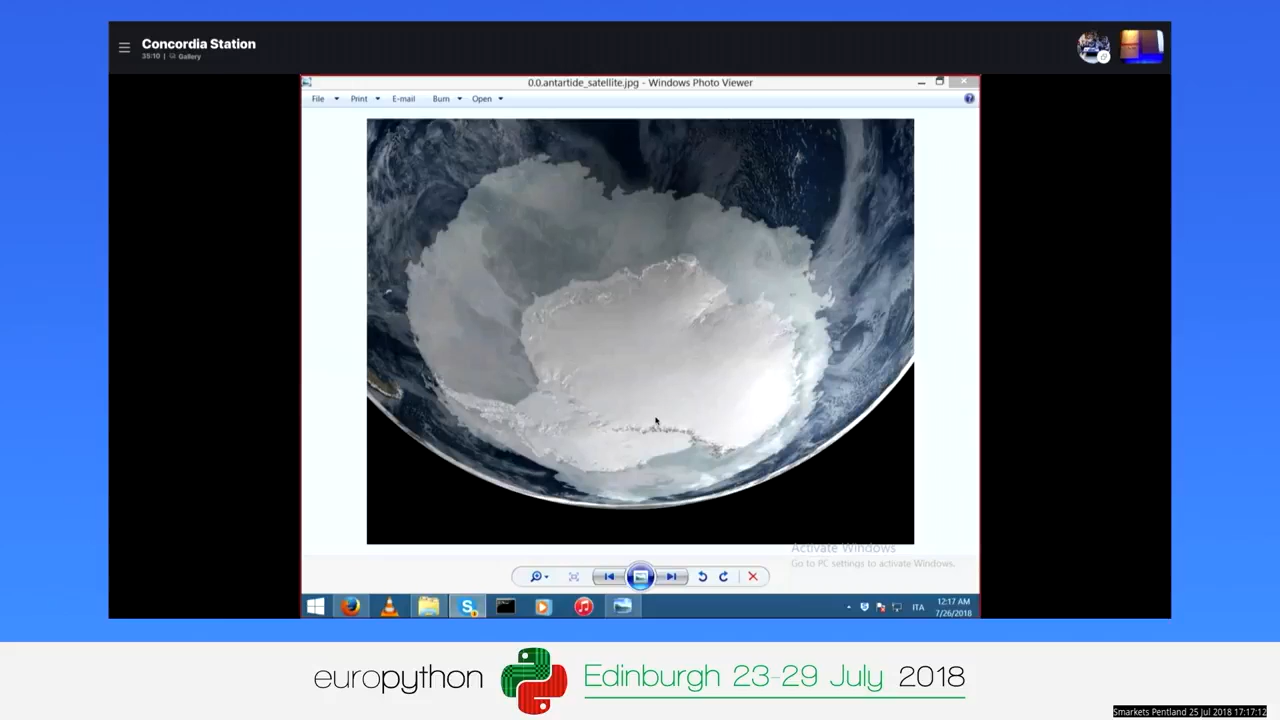 Concordia Station
35:10 | Gallery
0.0.antartide_satellite.jpg - Windows Photo Viewer
File Print E-mail Burn Open
Activate Windows
Go to PC settings to activate Windows.
ITA
12:17 AM
7/26/2018
europython Edinburgh 23-29 July 2018
Smarkets Pentland 25 Jul 2018 17:17:12